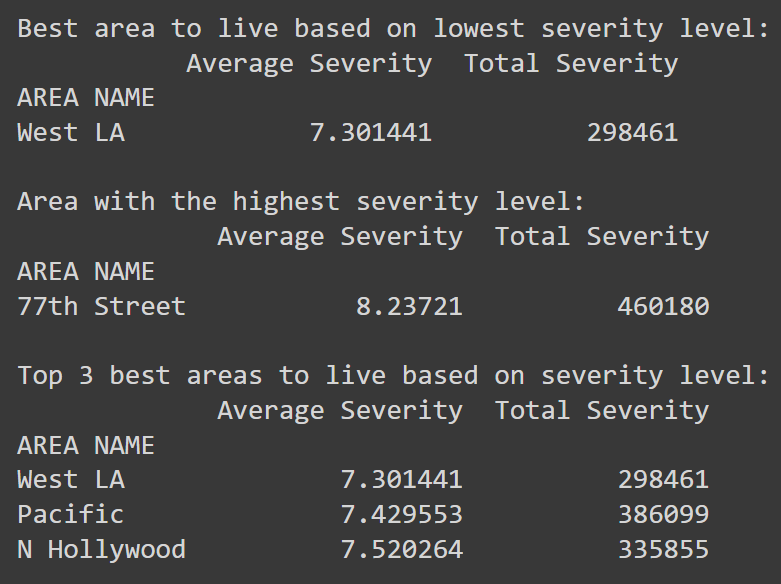 Best area to live based on lowest severity level:
Average Severity  Total Severity
AREA NAME
West LA  7.301441  298461
Area with the highest severity level:
Average Severity  Total Severity
AREA NAME
77th Street  8.23721  460180
Top 3 best areas to live based on severity level:
Average Severity  Total Severity
AREA NAME
West LA  7.301441  298461
Pacific  7.429553  386099
N Hollywood  7.520264  335855